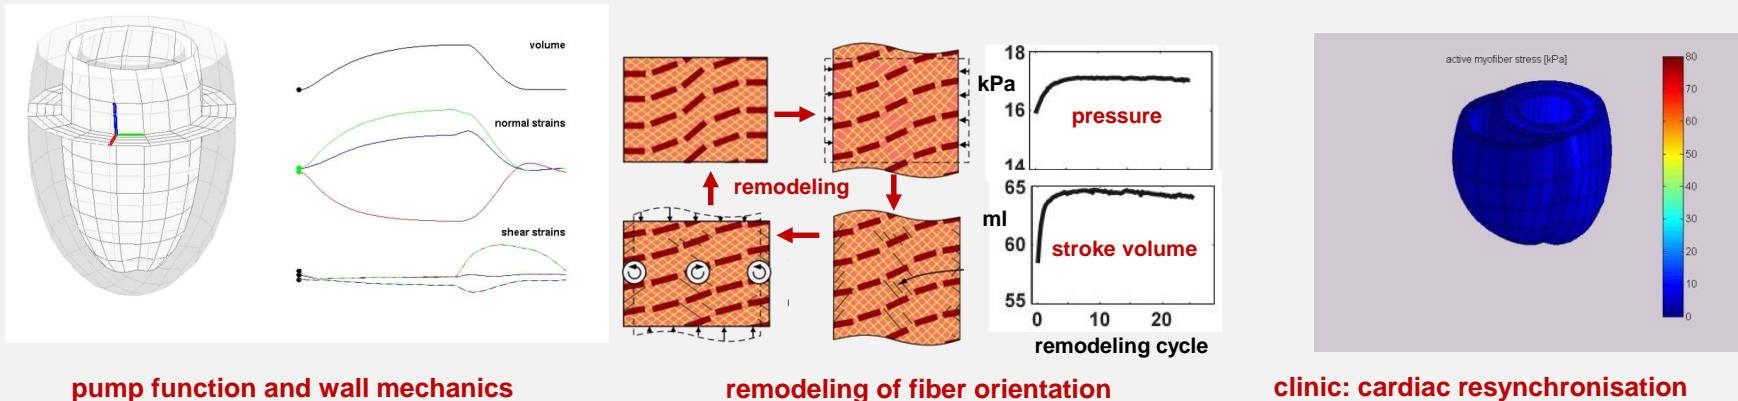 volume
normal strains
shear strains
pump function and wall mechanics
remodeling
18
kPa
16
14
pressure
65
ml
60
55
stroke volume
0 10 20
remodeling cycle
remodeling of fiber orientation
active myofiber stress [kPa]
80
70
60
50
40
30
20
10
0
clinic: cardiac resynchronisation